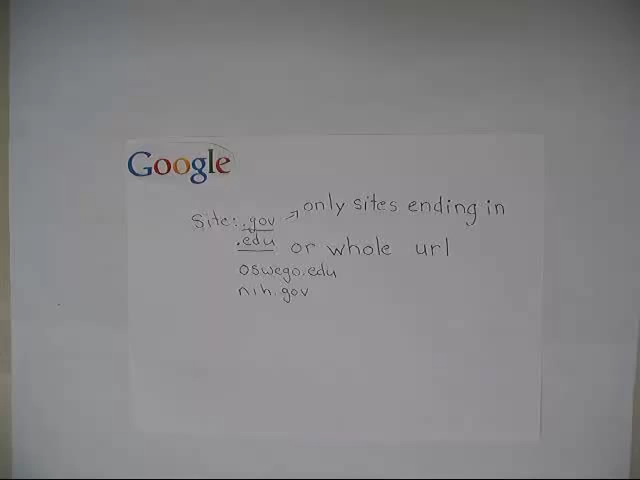 Google
Site: .gov → only sites ending in
.edu or whole url
oswego.edu
nih.gov